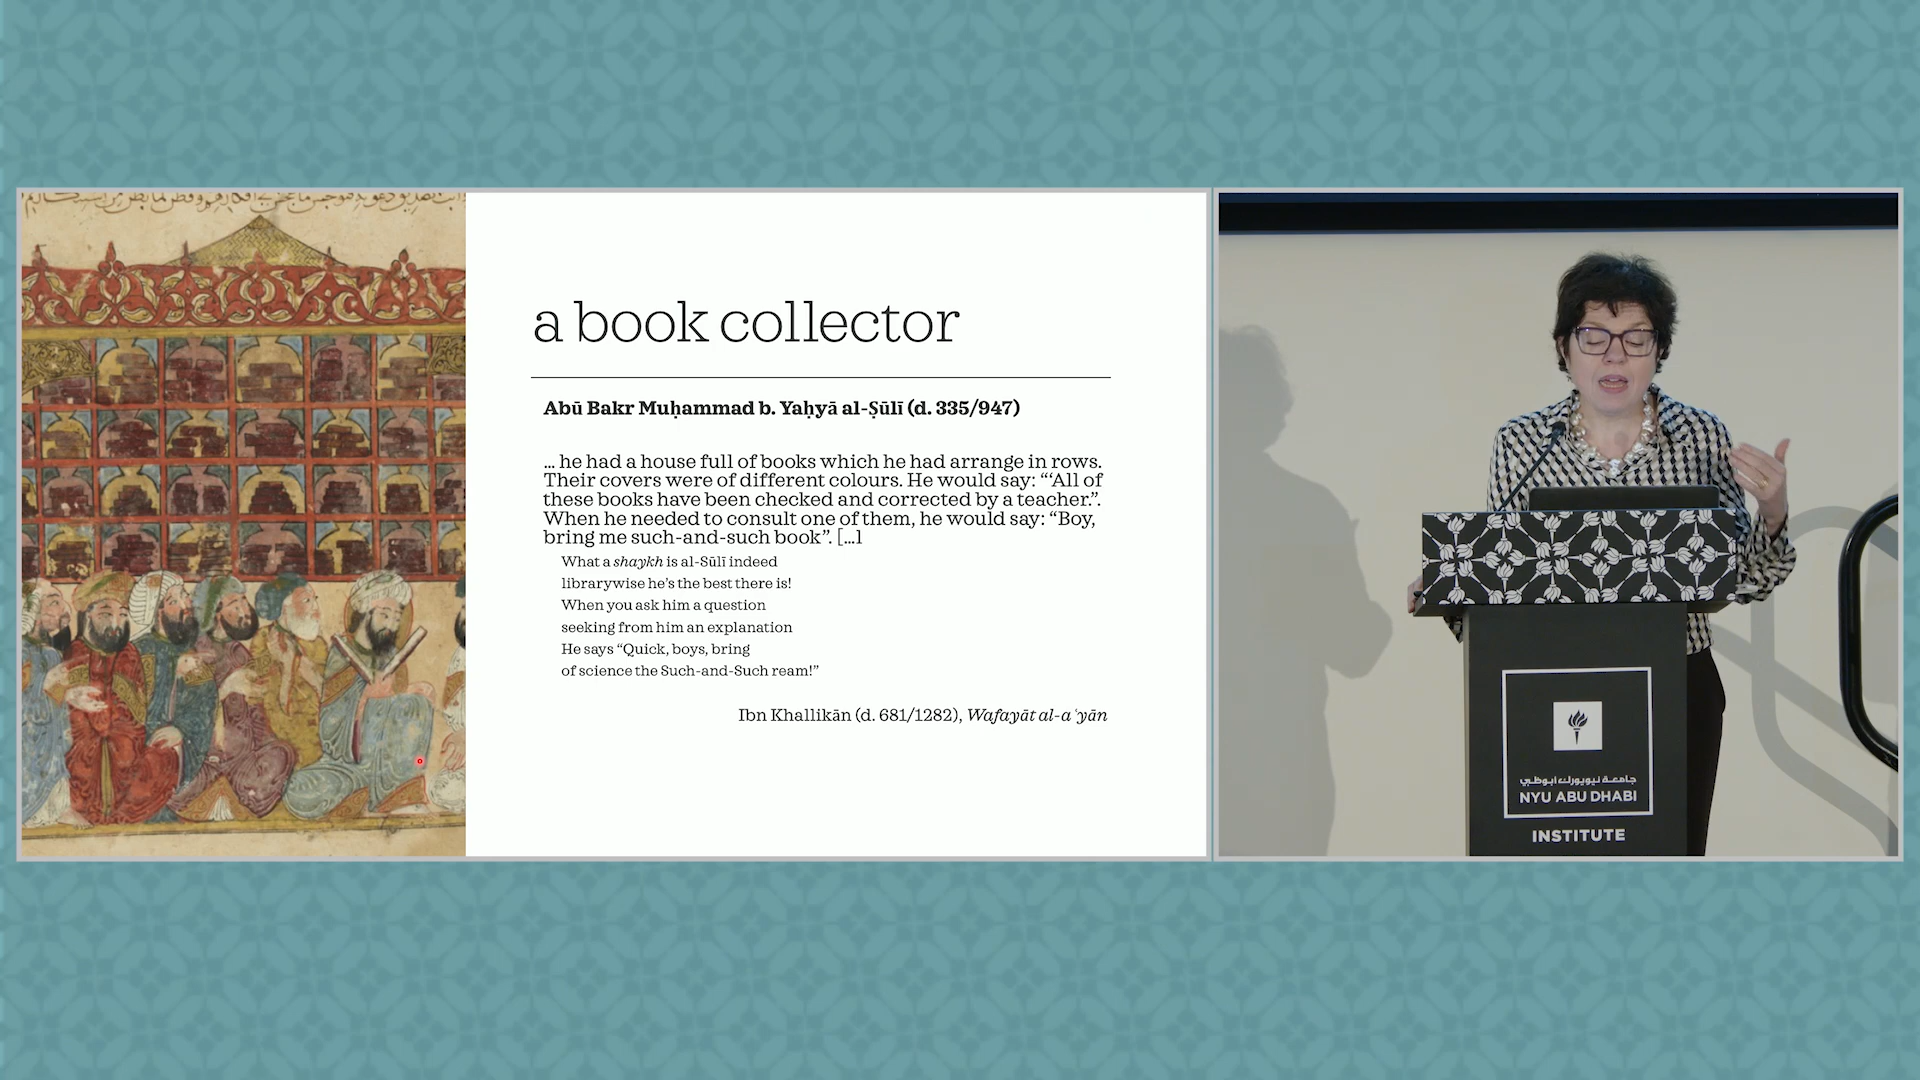 a book collector
Abū Bakr Muḥammad b. Yaḥyā al-Ṣūlī (d. 335/947)
... he had a house full of books which he had arrange in rows.
Their covers were of different colours. He would say: “‘All of
these books have been checked and corrected by a teacher.”.
When he needed to consult one of them, he would say: “Boy,
bring me such-and-such book”. [...]
What a shaykh is al-Sūlī indeed
librarywise he’s the best there is!
When you ask him a question
seeking from him an explanation
He says “Quick, boys, bring
of science the Such-and-Such ream!”
Ibn Khallikān (d. 681/1282), Wafayāt al-aʿyān
جامعة نيويورك أبوظبي
NYU ABU DHABI
INSTITUTE